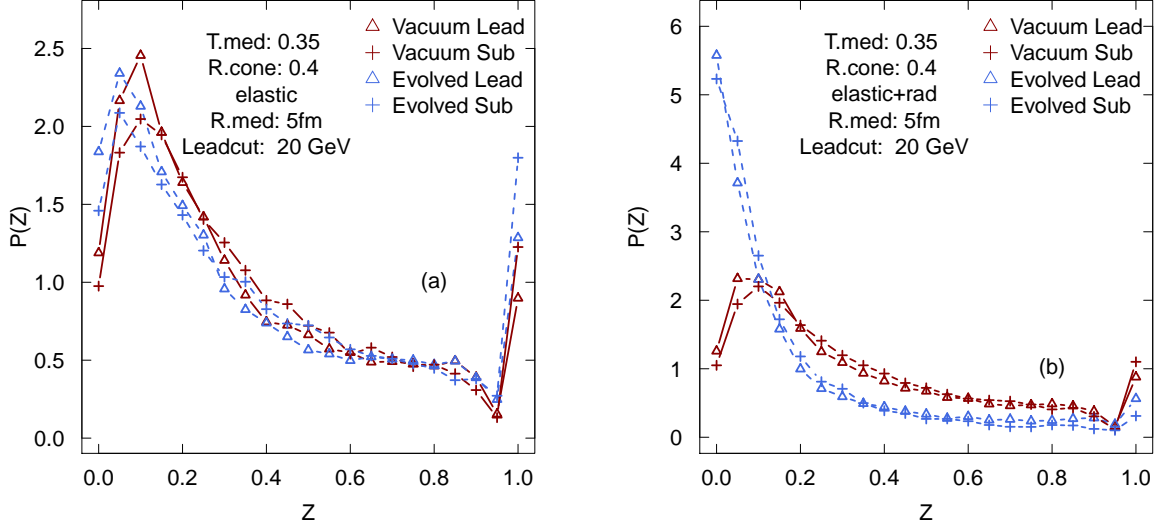 T.med: 0.35
R.cone: 0.4
elastic
R.med: 5fm
Leadcut: 20 GeV
Vacuum Lead
Vacuum Sub
Evolved Lead
Evolved Sub
(a)
P(Z)
0.0
0.5
1.0
1.5
2.0
2.5
0.0 0.2 0.4 0.6 0.8 1.0
Z
T.med: 0.35
R.cone: 0.4
elastic+rad
R.med: 5fm
Leadcut: 20 GeV
Vacuum Lead
Vacuum Sub
Evolved Lead
Evolved Sub
(b)
P(Z)
0
1
2
3
4
5
6
0.0 0.2 0.4 0.6 0.8 1.0
Z